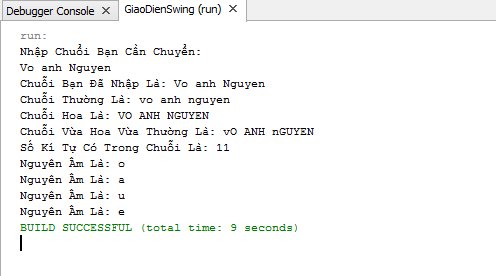 Debugger Console × GiaoDienSwing (run) ×
run:
Nhập Chuỗi Bạn Cần Chuyển:
Vo anh Nguyen
Chuỗi Bạn Đã Nhập Là: Vo anh Nguyen
Chuỗi Thường Là: vo anh nguyen
Chuỗi Hoa Là: VO ANH NGUYEN
Chuỗi Vừa Hoa Vừa Thường Là: vO ANH nGUYEN
Số Kí Tự Có Trong Chuỗi Là: 11
Nguyên Âm Là: o
Nguyên Âm Là: a
Nguyên Âm Là: u
Nguyên Âm Là: e
BUILD SUCCESSFUL (total time: 9 seconds)